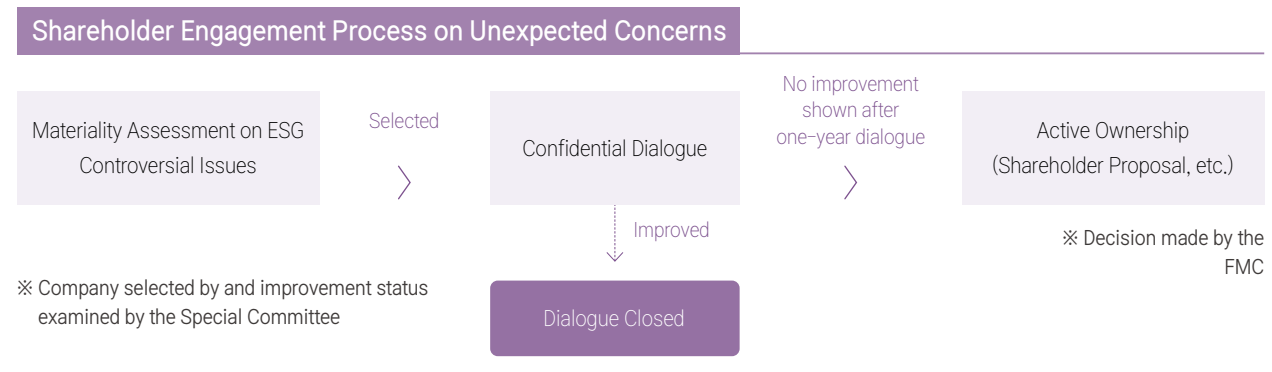 Shareholder Engagement Process on Unexpected Concerns
Materiality Assessment on ESG
Controversial Issues
Selected
Confidential Dialogue
No improvement
shown after
one-year dialogue
Active Ownership
(Shareholder Proposal, etc.)
Improved
※ Decision made by the
FMC
※ Company selected by and improvement status
examined by the Special Committee
Dialogue Closed